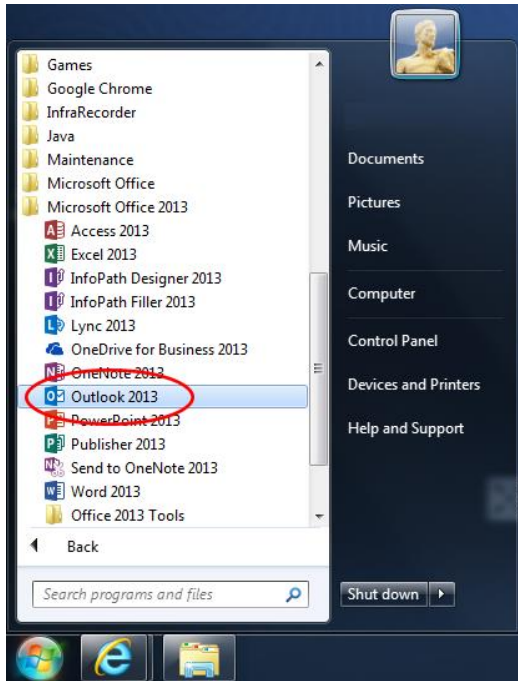 Games
Google Chrome
InfraRecorder
Java
Maintenance
Microsoft Office
Microsoft Office 2013
Access 2013
Excel 2013
InfoPath Designer 2013
InfoPath Filler 2013
Lync 2013
OneDrive for Business 2013
OneNote 2013
Outlook 2013
PowerPoint 2013
Publisher 2013
Send to OneNote 2013
Word 2013
Office 2013 Tools
Back
Search programs and files
Documents
Pictures
Music
Computer
Control Panel
Devices and Printers
Help and Support
Shut down